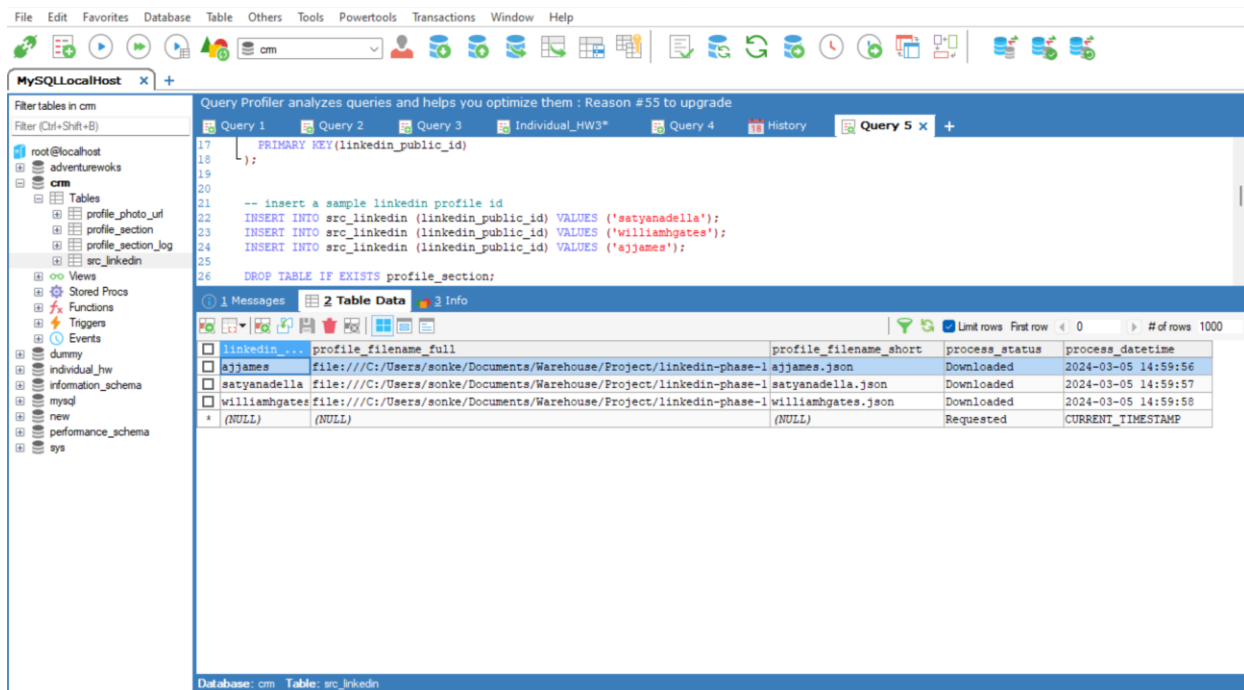 File Edit Favorites Database Table Others Tools Powertools Transactions Window Help
crm
MySQLLocalHost X +
Filter tables in crm
Filter (Ctrl+Shift+B)
root@localhost
adventurewoks
crm
Tables
profile_photo_url
profile_section
profile_section_log
src_linkedin
Views
Stored Procs
Functions
Triggers
Events
dummy
individual_hw
information_schema
mysql
new
performance_schema
sys
Query Profiler analyzes queries and helps you optimize them : Reason #55 to upgrade
Query 1 Query 2 Query 3 Individual_HW3* Query 4 History Query 5 X +
17 PRIMARY KEY(linkedin_public_id)
18 );
19
20
21 -- insert a sample linkedin profile id
22 INSERT INTO src_linkedin (linkedin_public_id) VALUES ('satyanadella');
23 INSERT INTO src_linkedin (linkedin_public_id) VALUES ('williamhgates');
24 INSERT INTO src_linkedin (linkedin_public_id) VALUES ('ajjames');
25
26 DROP TABLE IF EXISTS profile_section;
1 Messages 2 Table Data 3 Info
Limit rows First row 0 # of rows 1000
linkedin_... profile_filename_full profile_filename_short process_status process_datetime
ajjames file:///C:/Users/sonke/Documents/Warehouse/Project/linkedin-phase-1 ajjames.json Downloaded 2024-03-05 14:59:56
satyanadella file:///C:/Users/sonke/Documents/Warehouse/Project/linkedin-phase-1 satyanadella.json Downloaded 2024-03-05 14:59:57
williamhgates file:///C:/Users/sonke/Documents/Warehouse/Project/linkedin-phase-1 williamhgates.json Downloaded 2024-03-05 14:59:58
* (NULL) (NULL) (NULL) Requested CURRENT_TIMESTAMP
Database: crm Table: src_linkedin